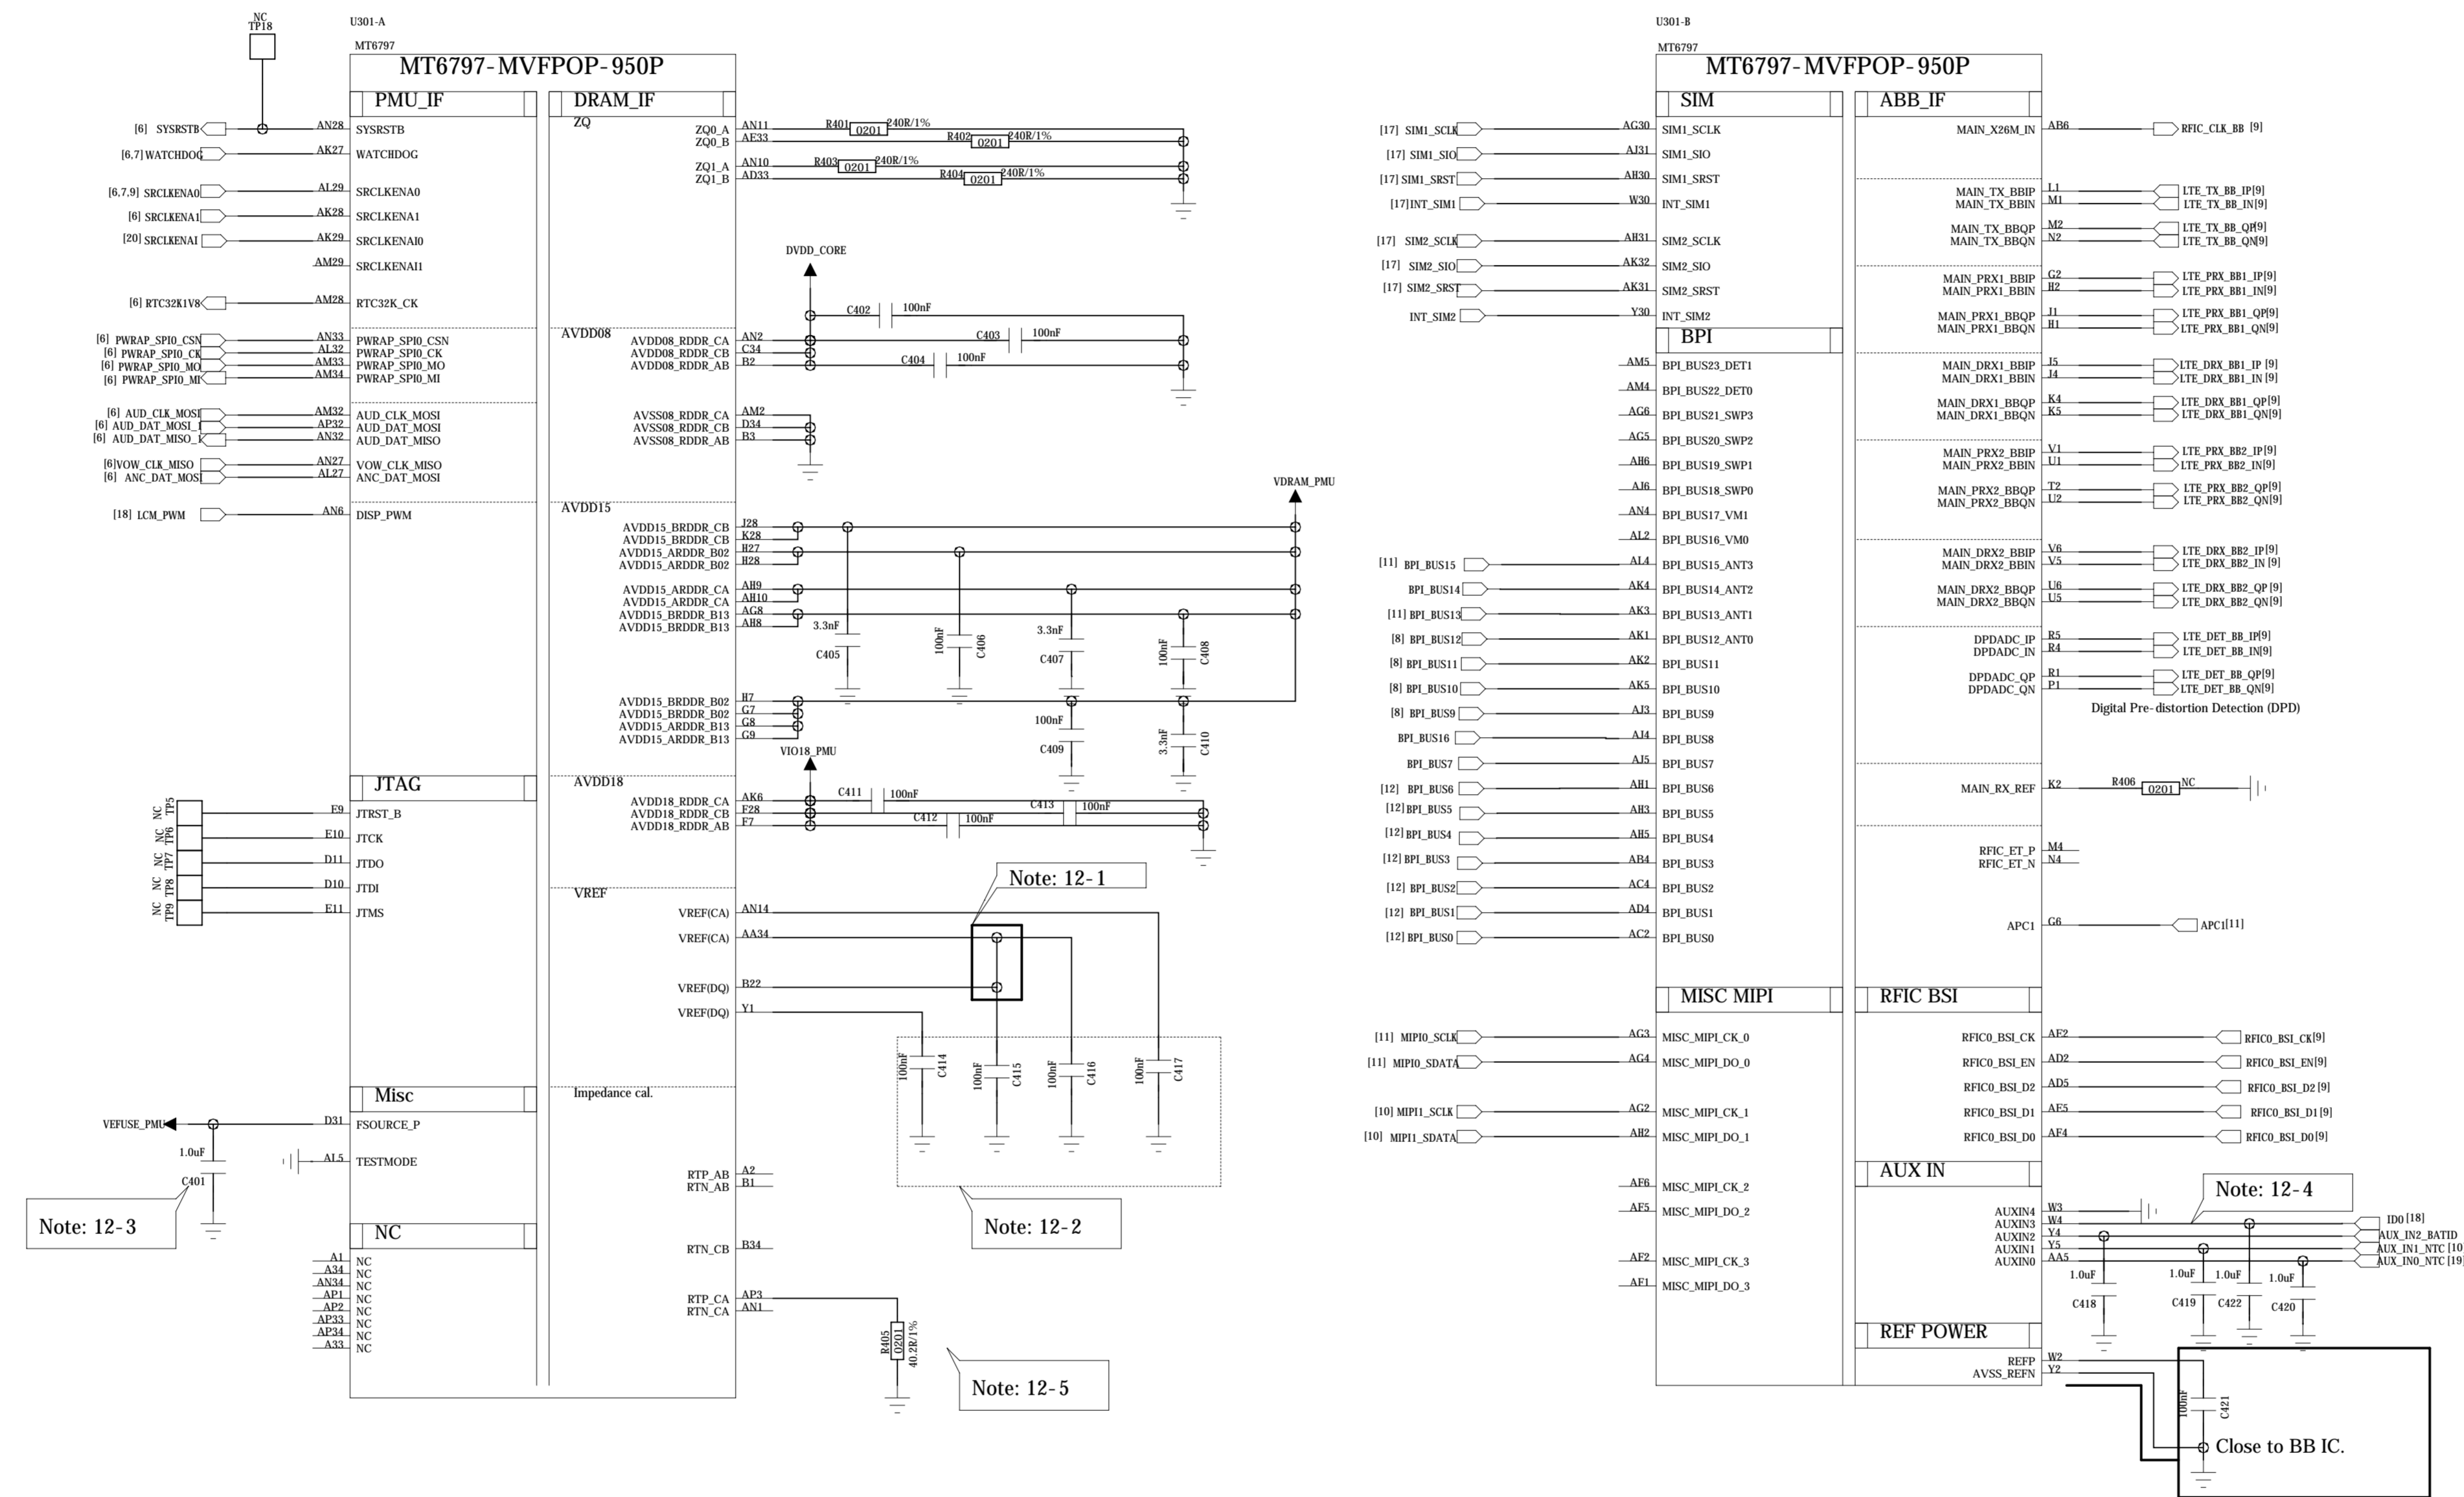 NC
TP18
U301-A
MT6797
MT6797-MVFPOP-950P
PMU_IF
DRAM_IF
ZQ
[6] SYSRSTB
AN28
SYSRSTB
[6,7]WATCHDOG
AK27
WATCHDOG
[6,7,9] SRCLKENA0
AL29
SRCLKENA0
[6] SRCLKENA1
AK28
SRCLKENA1
[20] SRCLKENAI
AK29
SRCLKENAI0
AM29
SRCLKENAI1
[6] RTC32K1V8
AM28
RTC32K_CK
[6] PWRAP_SPI0_CSN
AN33
PWRAP_SPI0_CSN
[6] PWRAP_SPI0_CK
AL32
PWRAP_SPI0_CK
[6] PWRAP_SPI0_MO
AM33
PWRAP_SPI0_MO
[6] PWRAP_SPI0_MI
AM34
PWRAP_SPI0_MI
[6] AUD_CLK_MOSI
AM32
AUD_CLK_MOSI
[6] AUD_DAT_MOSI_1
AP32
AUD_DAT_MOSI
[6] AUD_DAT_MISO_1
AN32
AUD_DAT_MISO
[6]VOW_CLK_MISO
AN27
VOW_CLK_MISO
[6] ANC_DAT_MOSI
AL27
ANC_DAT_MOSI
[18] LCM_PWM
AN6
DISP_PWM
JTAG
NC TP5
E9
JTRST_B
NC TP6
E10
JTCK
NC TP7
D11
JTDO
NC TP8
D10
JTDI
NC TP9
E11
JTMS
Misc
VEFUSE_PMU
D31
FSOURCE_P
1.0uF
C401
AL5
TESTMODE
Note: 12-3
NC
A1 NC
A34 NC
AN34 NC
AP1 NC
AP2 NC
AP33 NC
AP34 NC
A33 NC
ZQ0_A AN11 R401 0201 240R/1%
ZQ0_B AE33 R402 0201 240R/1%
ZQ1_A AN10 R403 0201 240R/1%
ZQ1_B AD33 R404 0201 240R/1%
DVDD_CORE
C402 100nF
AVDD08
AVDD08_RDDR_CA AN2 C403 100nF
AVDD08_RDDR_CB C34
AVDD08_RDDR_AB B2 C404 100nF
AVSS08_RDDR_CA AM2
AVSS08_RDDR_CB D34
AVSS08_RDDR_AB B3
VDRAM_PMU
AVDD15
AVDD15_BRDDR_CB J28
AVDD15_BRDDR_CB K28
AVDD15_ARDDR_B02 H27
AVDD15_ARDDR_B02 H28
AVDD15_ARDDR_CA AH9
AVDD15_ARDDR_CA AH10
AVDD15_BRDDR_B13 AG8
AVDD15_BRDDR_B13 AH8
3.3nF C405
100nF C406
3.3nF C407
100nF C408
AVDD15_BRDDR_B02 H7
AVDD15_BRDDR_B02 G7
AVDD15_ARDDR_B13 G8
AVDD15_ARDDR_B13 G9
100nF C409
3.3nF C410
VIO18_PMU
AVDD18
AVDD18_RDDR_CA AK6 C411 100nF
AVDD18_RDDR_CB F28 C413 100nF
AVDD18_RDDR_AB F7 C412 100nF
Note: 12-1
VREF
VREF(CA) AN14
VREF(CA) AA34
VREF(DQ) B22
VREF(DQ) Y1
100nF C414
100nF C415
100nF C416
100nF C417
Impedance cal.
RTP_AB A2
RTN_AB B1
Note: 12-2
RTN_CB B34
RTP_CA AP3
RTN_CA AN1
R405 0201 40.2R/1%
Note: 12-5
U301-B
MT6797
MT6797-MVFPOP-950P
SIM
ABB_IF
[17] SIM1_SCLK AG30 SIM1_SCLK
[17] SIM1_SIO AJ31 SIM1_SIO
[17] SIM1_SRST AH30 SIM1_SRST
[17]INT_SIM1 W30 INT_SIM1
[17] SIM2_SCLK AH31 SIM2_SCLK
[17] SIM2_SIO AK32 SIM2_SIO
[17] SIM2_SRST AK31 SIM2_SRST
INT_SIM2 Y30 INT_SIM2
BPI
AM5 BPI_BUS23_DET1
AM4 BPI_BUS22_DET0
AG6 BPI_BUS21_SWP3
AG5 BPI_BUS20_SWP2
AH6 BPI_BUS19_SWP1
AJ6 BPI_BUS18_SWP0
AN4 BPI_BUS17_VM1
AL2 BPI_BUS16_VM0
[11] BPI_BUS15 AL4 BPI_BUS15_ANT3
BPI_BUS14 AK4 BPI_BUS14_ANT2
[11] BPI_BUS13 AK3 BPI_BUS13_ANT1
[8] BPI_BUS12 AK1 BPI_BUS12_ANT0
[8] BPI_BUS11 AK2 BPI_BUS11
[8] BPI_BUS10 AK5 BPI_BUS10
[8] BPI_BUS9 AJ3 BPI_BUS9
BPI_BUS16 AJ4 BPI_BUS8
BPI_BUS7 AJ5 BPI_BUS7
[12] BPI_BUS6 AH1 BPI_BUS6
[12] BPI_BUS5 AH3 BPI_BUS5
[12] BPI_BUS4 AH5 BPI_BUS4
[12] BPI_BUS3 AB4 BPI_BUS3
[12] BPI_BUS2 AC4 BPI_BUS2
[12] BPI_BUS1 AD4 BPI_BUS1
[12] BPI_BUS0 AC2 BPI_BUS0
MISC MIPI
[11] MIPI0_SCLK AG3 MISC_MIPI_CK_0
[11] MIPI0_SDATA AG4 MISC_MIPI_DO_0
[10] MIPI1_SCLK AG2 MISC_MIPI_CK_1
[10] MIPI1_SDATA AH2 MISC_MIPI_DO_1
AF6 MISC_MIPI_CK_2
AF5 MISC_MIPI_DO_2
AF2 MISC_MIPI_CK_3
AF1 MISC_MIPI_DO_3
MAIN_X26M_IN AB6 RFIC_CLK_BB [9]
MAIN_TX_BBIP L1 LTE_TX_BB_IP[9]
MAIN_TX_BBIN M1 LTE_TX_BB_IN[9]
MAIN_TX_BBQP M2 LTE_TX_BB_QP[9]
MAIN_TX_BBQN N2 LTE_TX_BB_QN[9]
MAIN_PRX1_BBIP G2 LTE_PRX_BB1_IP[9]
MAIN_PRX1_BBIN H2 LTE_PRX_BB1_IN[9]
MAIN_PRX1_BBQP J1 LTE_PRX_BB1_QP[9]
MAIN_PRX1_BBQN H1 LTE_PRX_BB1_QN[9]
MAIN_DRX1_BBIP J5 LTE_DRX_BB1_IP [9]
MAIN_DRX1_BBIN J4 LTE_DRX_BB1_IN [9]
MAIN_DRX1_BBQP K4 LTE_DRX_BB1_QP[9]
MAIN_DRX1_BBQN K5 LTE_DRX_BB1_QN[9]
MAIN_PRX2_BBIP V1 LTE_PRX_BB2_IP[9]
MAIN_PRX2_BBIN U1 LTE_PRX_BB2_IN[9]
MAIN_PRX2_BBQP T2 LTE_PRX_BB2_QP[9]
MAIN_PRX2_BBQN U2 LTE_PRX_BB2_QN[9]
MAIN_DRX2_BBIP V6 LTE_DRX_BB2_IP[9]
MAIN_DRX2_BBIN V5 LTE_DRX_BB2_IN [9]
MAIN_DRX2_BBQP U6 LTE_DRX_BB2_QP [9]
MAIN_DRX2_BBQN U5 LTE_DRX_BB2_QN[9]
DPDADC_IP R5 LTE_DET_BB_IP[9]
DPDADC_IN R4 LTE_DET_BB_IN[9]
DPDADC_QP R1 LTE_DET_BB_QP[9]
DPDADC_QN P1 LTE_DET_BB_QN[9]
Digital Pre-distortion Detection (DPD)
MAIN_RX_REF K2 R406 0201 NC
RFIC_ET_P M4
RFIC_ET_N N4
APC1 G6 APC1[11]
RFIC BSI
RFIC0_BSI_CK AE2 RFIC0_BSI_CK[9]
RFIC0_BSI_EN AD2 RFIC0_BSI_EN[9]
RFIC0_BSI_D2 AD5 RFIC0_BSI_D2 [9]
RFIC0_BSI_D1 AE5 RFIC0_BSI_D1 [9]
RFIC0_BSI_D0 AF4 RFIC0_BSI_D0[9]
AUX IN
Note: 12-4
AUXIN4 W3
AUXIN3 W4 ID0 [18]
AUXIN2 Y4 AUX_IN2_BATID
AUXIN1 Y5 AUX_IN1_NTC [10
AUXIN0 AA5 AUX_IN0_NTC [19]
1.0uF C418
1.0uF C419
1.0uF C422
1.0uF C420
REF POWER
REFP W2
AVSS_REFN Y2
100nF C421
Close to BB IC.